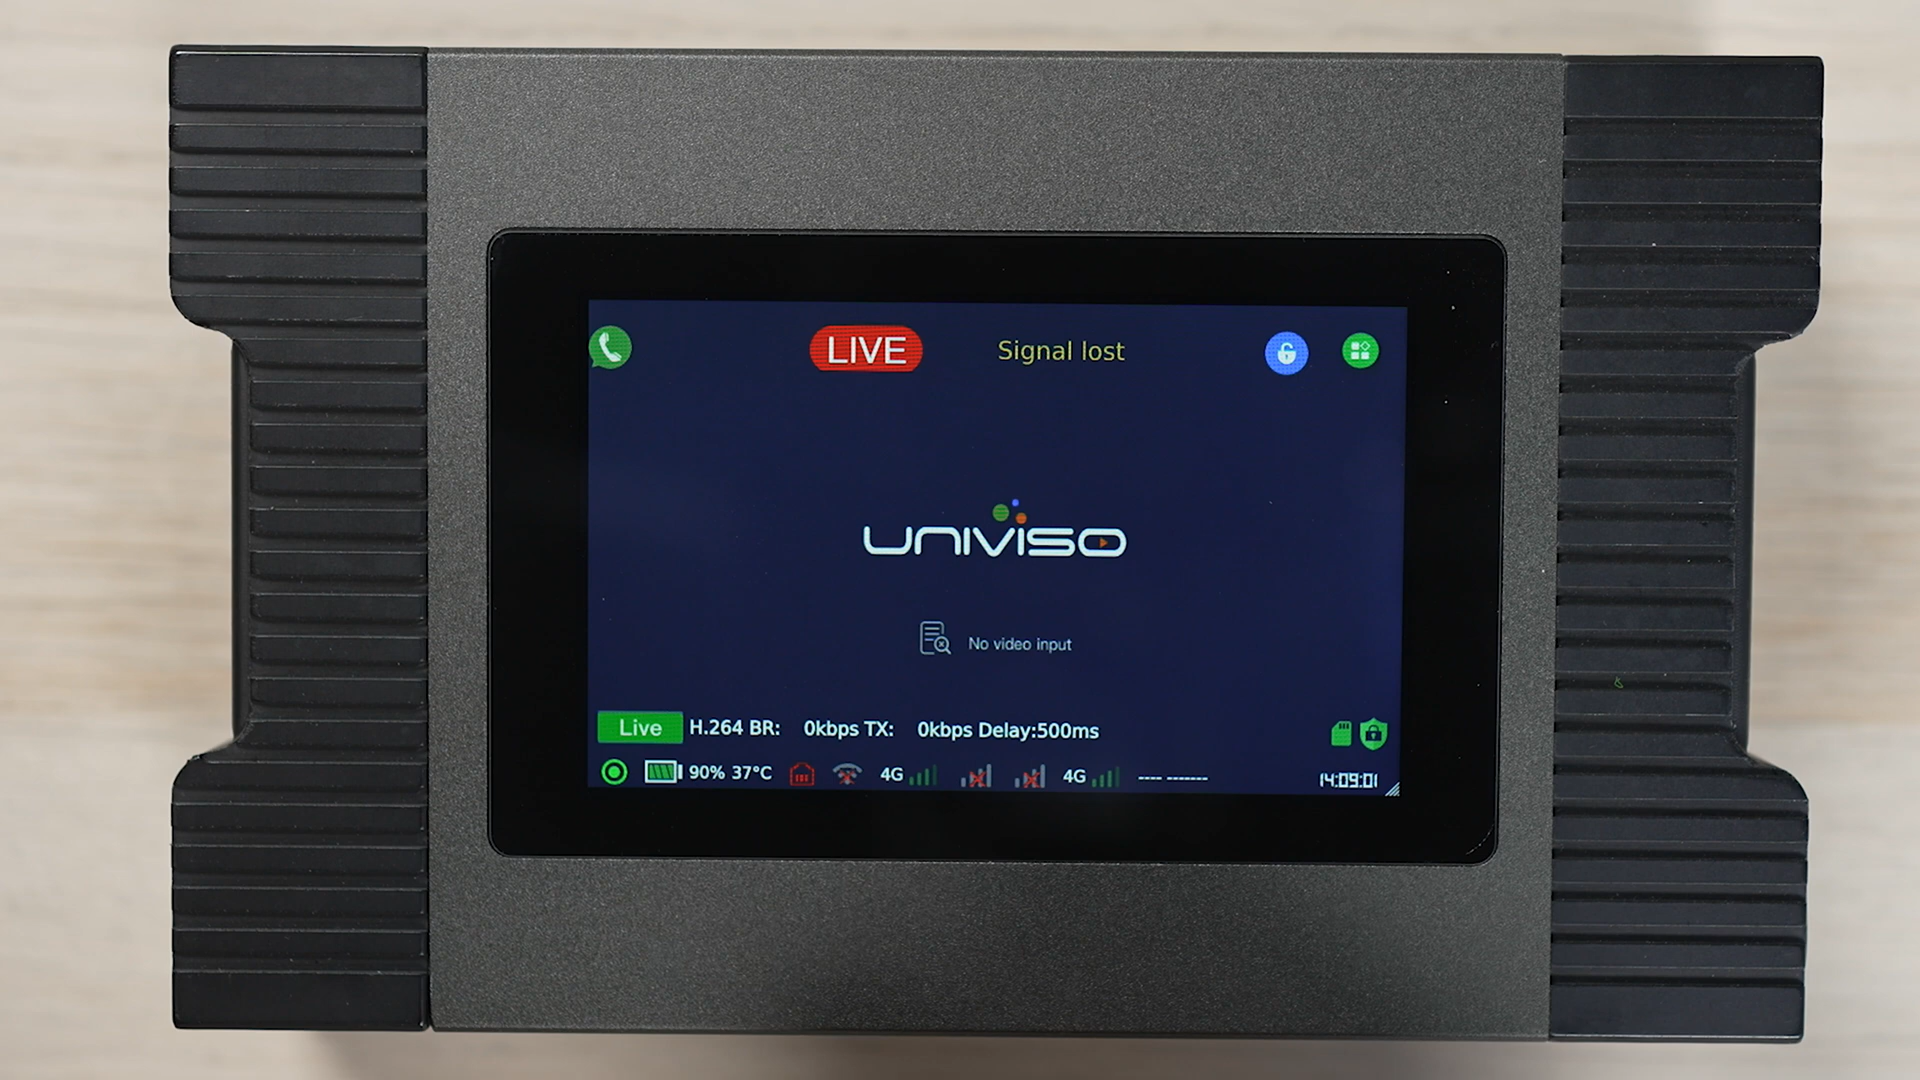 LIVE Signal lost
UNIVISO
No video input
Live H.264 BR: 0kbps TX: 0kbps Delay:500ms
90% 37°C 4G 4G ---- ------- 14:09:01